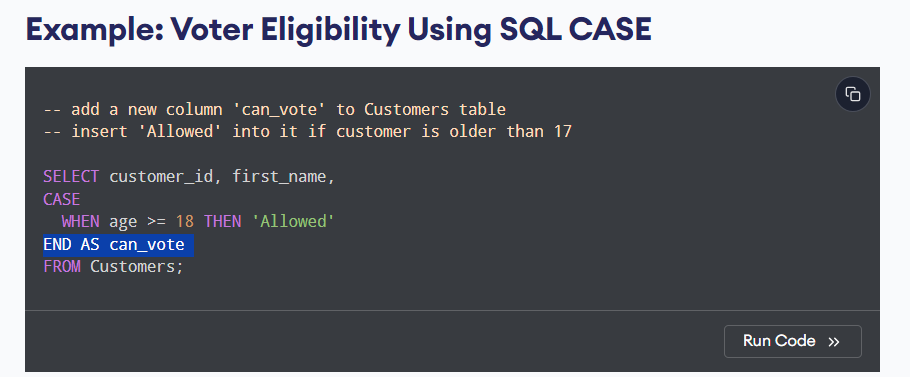 Example: Voter Eligibility Using SQL CASE
-- add a new column 'can_vote' to Customers table
-- insert 'Allowed' into it if customer is older than 17
SELECT customer_id, first_name,
CASE
  WHEN age >= 18 THEN 'Allowed'
END AS can_vote
FROM Customers;
Run Code »